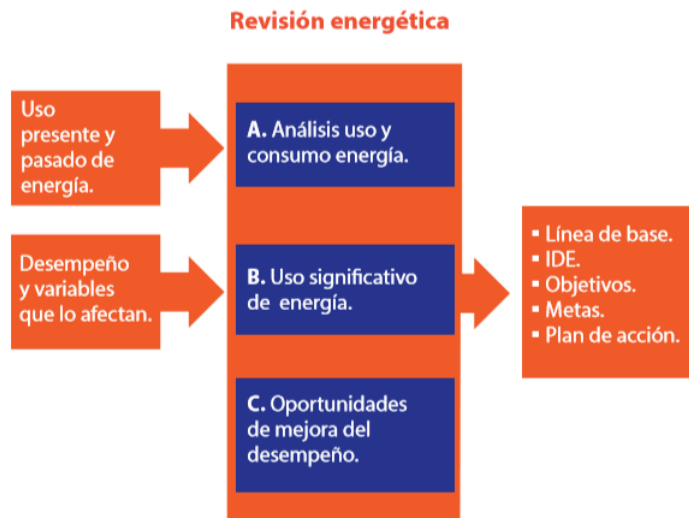 Revisión energética
Uso
presente y
pasado de
energía.
A. Análisis uso y
consumo energía.
Desempeño
y variables
que lo afectan.
B. Uso significativo
de energía.
C. Oportunidades
de mejora del
desempeño.
▪ Línea de base.
▪ IDE.
▪ Objetivos.
▪ Metas.
▪ Plan de acción.